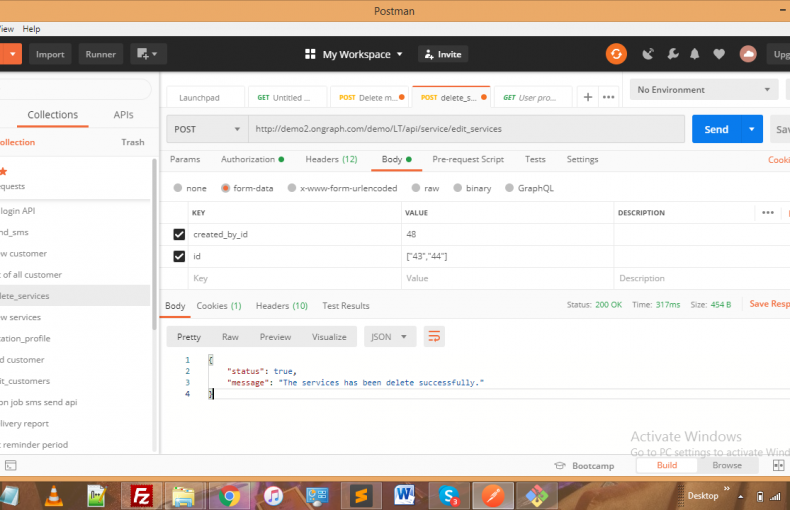 Postman
View Help
Import Runner My Workspace Invite Upg
Launchpad GET Untitled ... POST Delete m... POST delete_s... GET User pro... No Environment
Collections APIs
POST http://demo2.ongraph.com/demo/LT/api/service/edit_services Send Sav
ollection Trash
Params Authorization Headers (12) Body Pre-request Script Tests Settings Cooki
equests
none form-data x-www-form-urlencoded raw binary GraphQL
login API
KEY VALUE DESCRIPTION
nd_sms
created_by_id 48
w customer
id ["43","44"]
t of all customer
Key Value Description
lete_services
Body Cookies (1) Headers (10) Test Results Status: 200 OK Time: 317ms Size: 454 B Save Resp
w services
ation_profile
Pretty Raw Preview Visualize JSON
d customer
1 {
it_customers
2 "status": true,
3 "message": "The services has been delete successfully."
4 }
on job sms send api
livery report
t reminder period
Activate Windows
Go to PC settings to activate Wind
Bootcamp Build Browse
Desktop